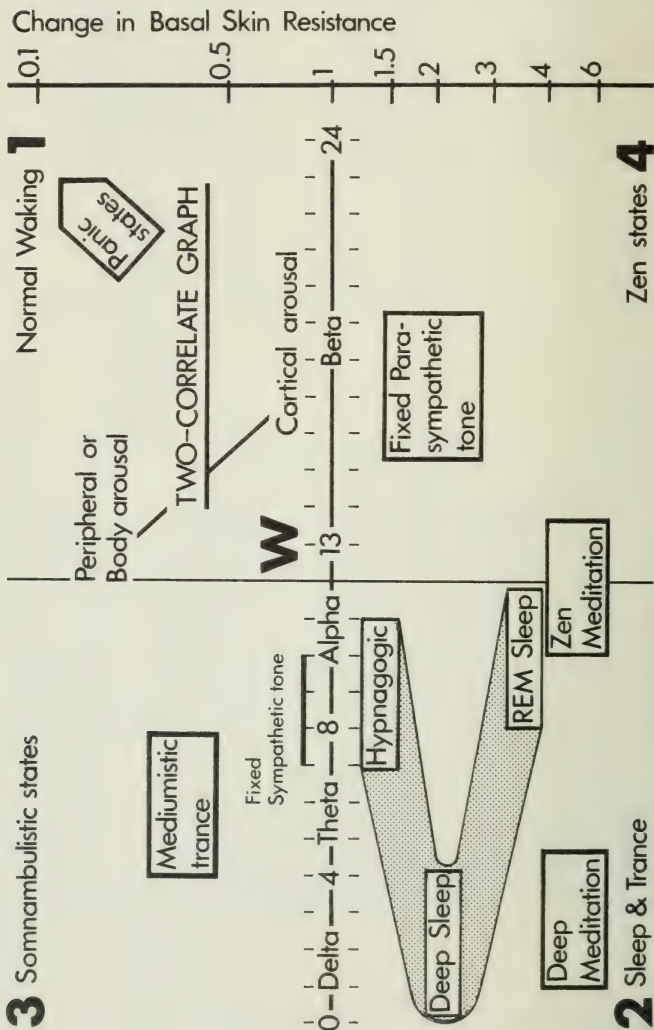 Change in Basal Skin Resistance
0.1
0.5
1
1.5
2
3
4
6
3 Somnambulistic states
Normal Waking 1
Panic
states
TWO-CORRELATE GRAPH
Peripheral or
Body arousal
Cortical arousal
W
Mediumistic
trance
Fixed
Sympathetic tone
0 Delta 4 Theta 8 Alpha 13 Beta 24
Hypnagogic
Deep Sleep
REM Sleep
Fixed Para-
sympathetic
tone
Deep
Meditation
Zen
Meditation
2 Sleep & Trance
Zen states 4